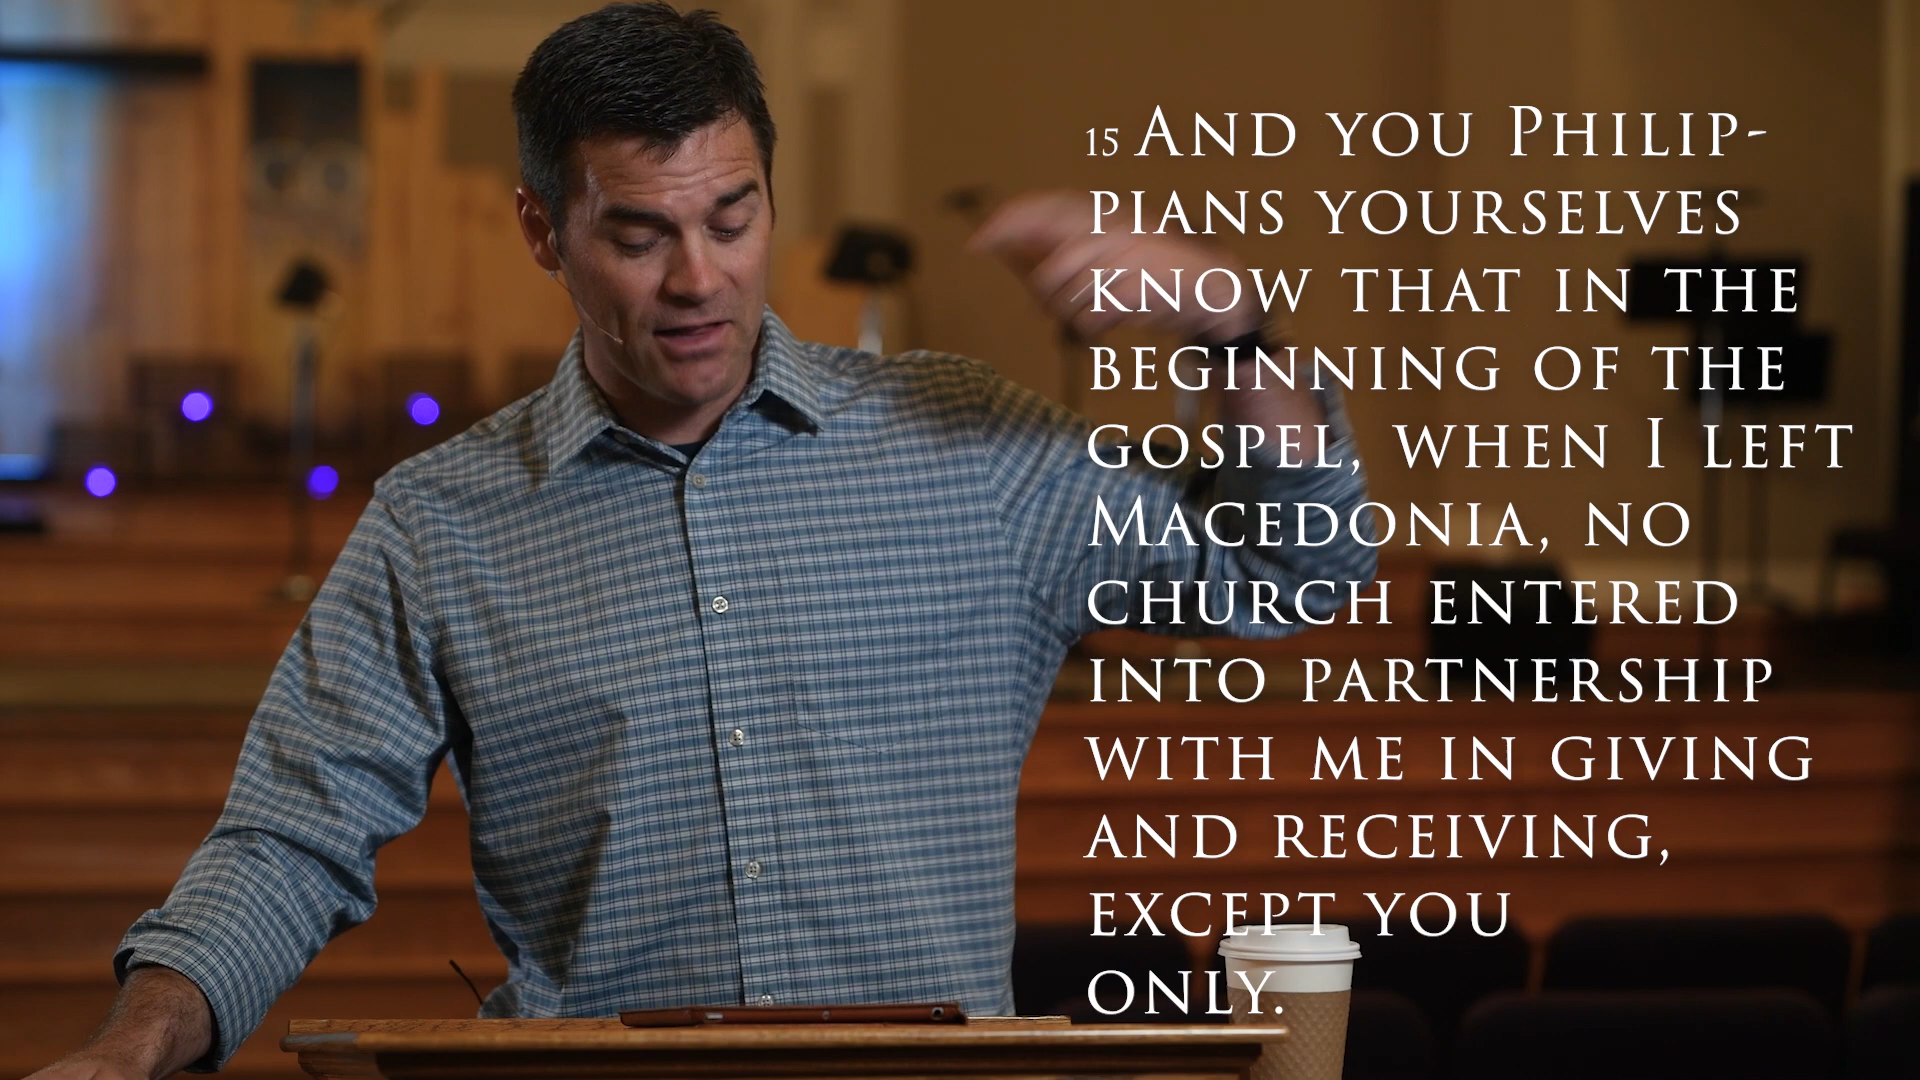 15 And you Philip-
pians yourselves
know that in the
beginning of the
gospel, when I left
Macedonia, no
church entered
into partnership
with me in giving
and receiving,
except you
only.